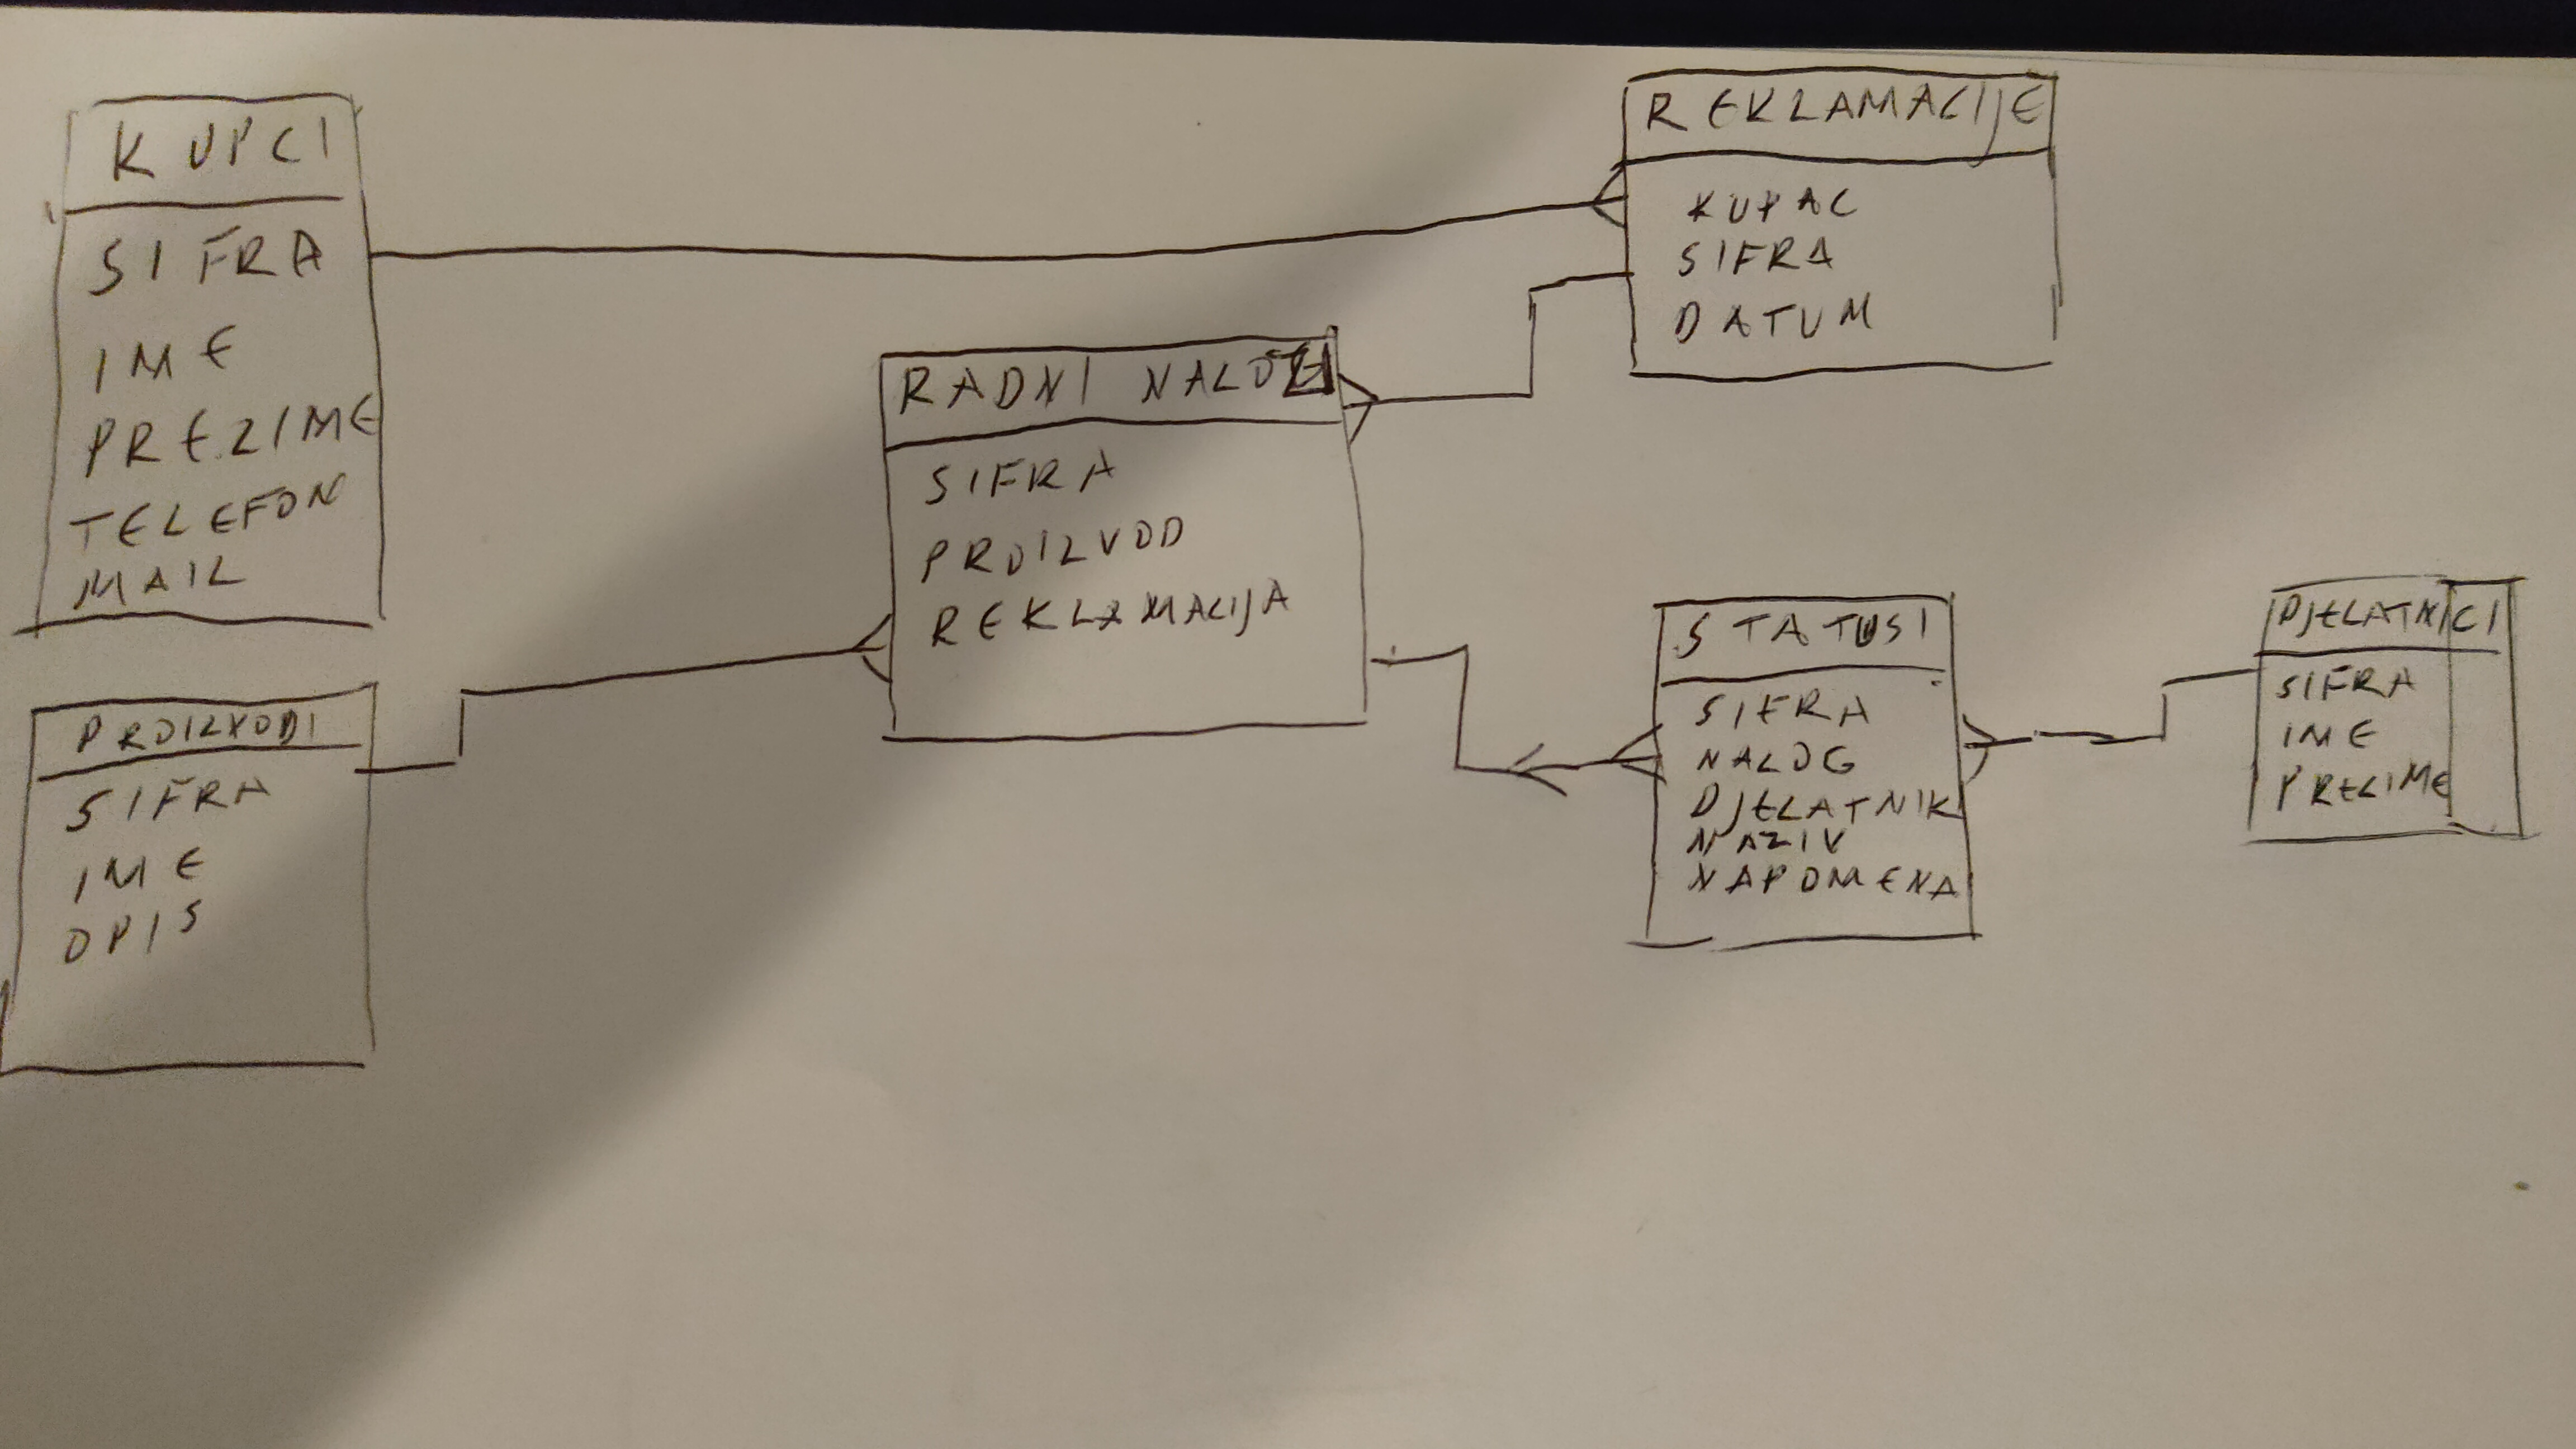 KUPCI
SIFRA
IME
PREZIME
TELEFON
MAIL
PROIZVODI
SIFRA
IME
OPIS
RADNI NALOZI
SIFRA
PROIZVOD
REKLAMACIJA
REKLAMACIJE
KUPAC
SIFRA
DATUM
STATUSI
SIFRA
NALOG
DJELATNIK
NAZIV
NAPOMENA
DJELATNICI
SIFRA
IME
PREZIME